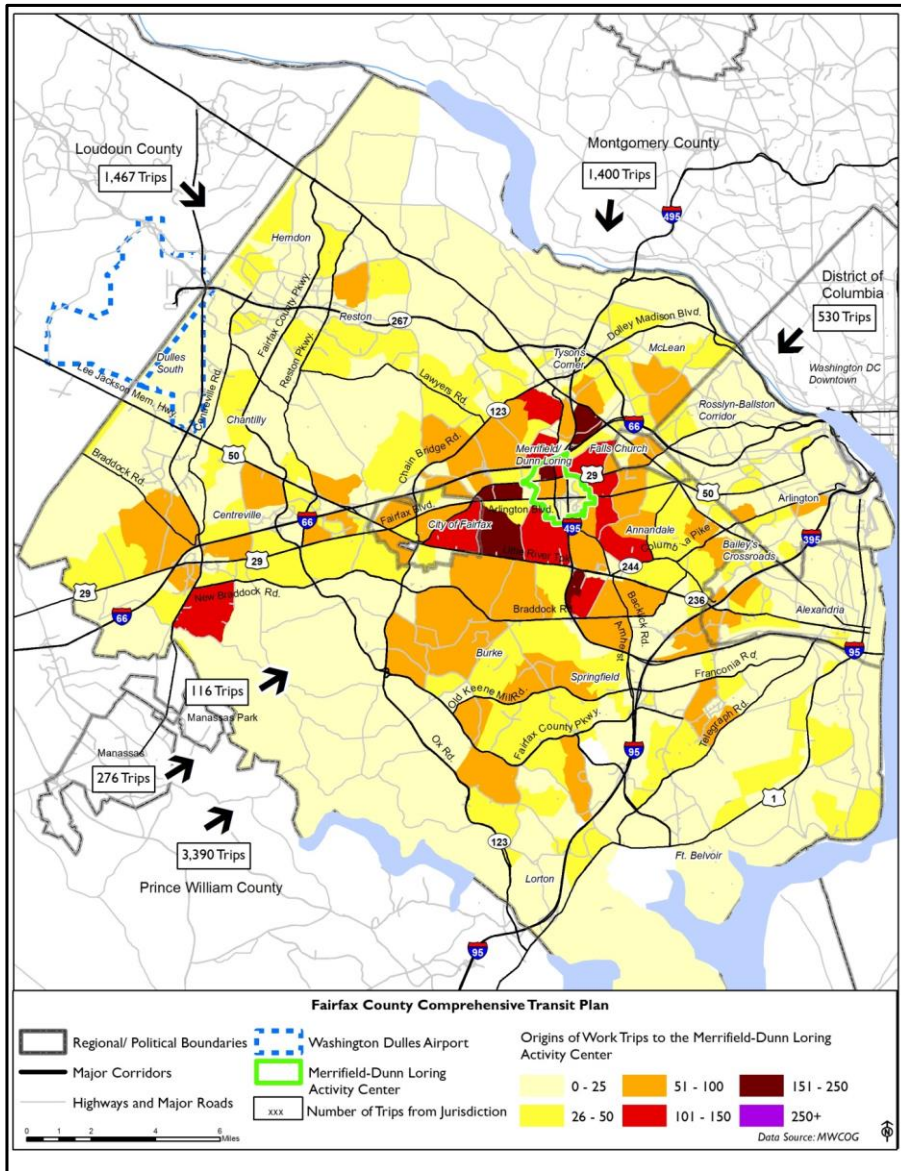 Loudoun County
1,467 Trips
Montgomery County
1,400 Trips
495
District of
Columbia
530 Trips
Herndon
Fairfax County Pkwy.
Reston
Reston Pkwy.
267
Dolley Madison Blvd.
McLean
Tysons
Corner
Washington DC
Downtown
Dulles
South
Lee Jackson Mem. Hwy.
Centreville Rd.
Lawyers Rd.
Rosslyn-Ballston
Corridor
Chantilly
123
66
Chain Bridge Rd.
Merrifield/
Dunn Loring
Falls Church
29
Braddock Rd.
50
50
Arlington
Centreville
66
Fairfax Blvd.
Arlington Blvd.
City of Fairfax
495
Annandale
Columbia Pike
395
Bailey's
Crossroads
Little River Tpk.
29
29
244
New Braddock Rd.
236
66
Braddock Rd.
Backlick Rd.
Amherst
Alexandria
95
Burke
Franconia Rd.
116 Trips
Springfield
Old Keene Mill Rd.
Manassas Park
Fairfax County Pkwy.
Telegraph Rd.
Manassas
Ox Rd.
95
276 Trips
1
3,390 Trips
123
Ft. Belvoir
Prince William County
Lorton
95
Fairfax County Comprehensive Transit Plan
Regional/ Political Boundaries
Major Corridors
Highways and Major Roads
0 1 2 4 6
Miles
Washington Dulles Airport
Merrifield-Dunn Loring
Activity Center
xxx Number of Trips from Jurisdiction
Origins of Work Trips to the Merrifield-Dunn Loring
Activity Center
0 - 25
51 - 100
151 - 250
26 - 50
101 - 150
250+
Data Source: MWCOG
N